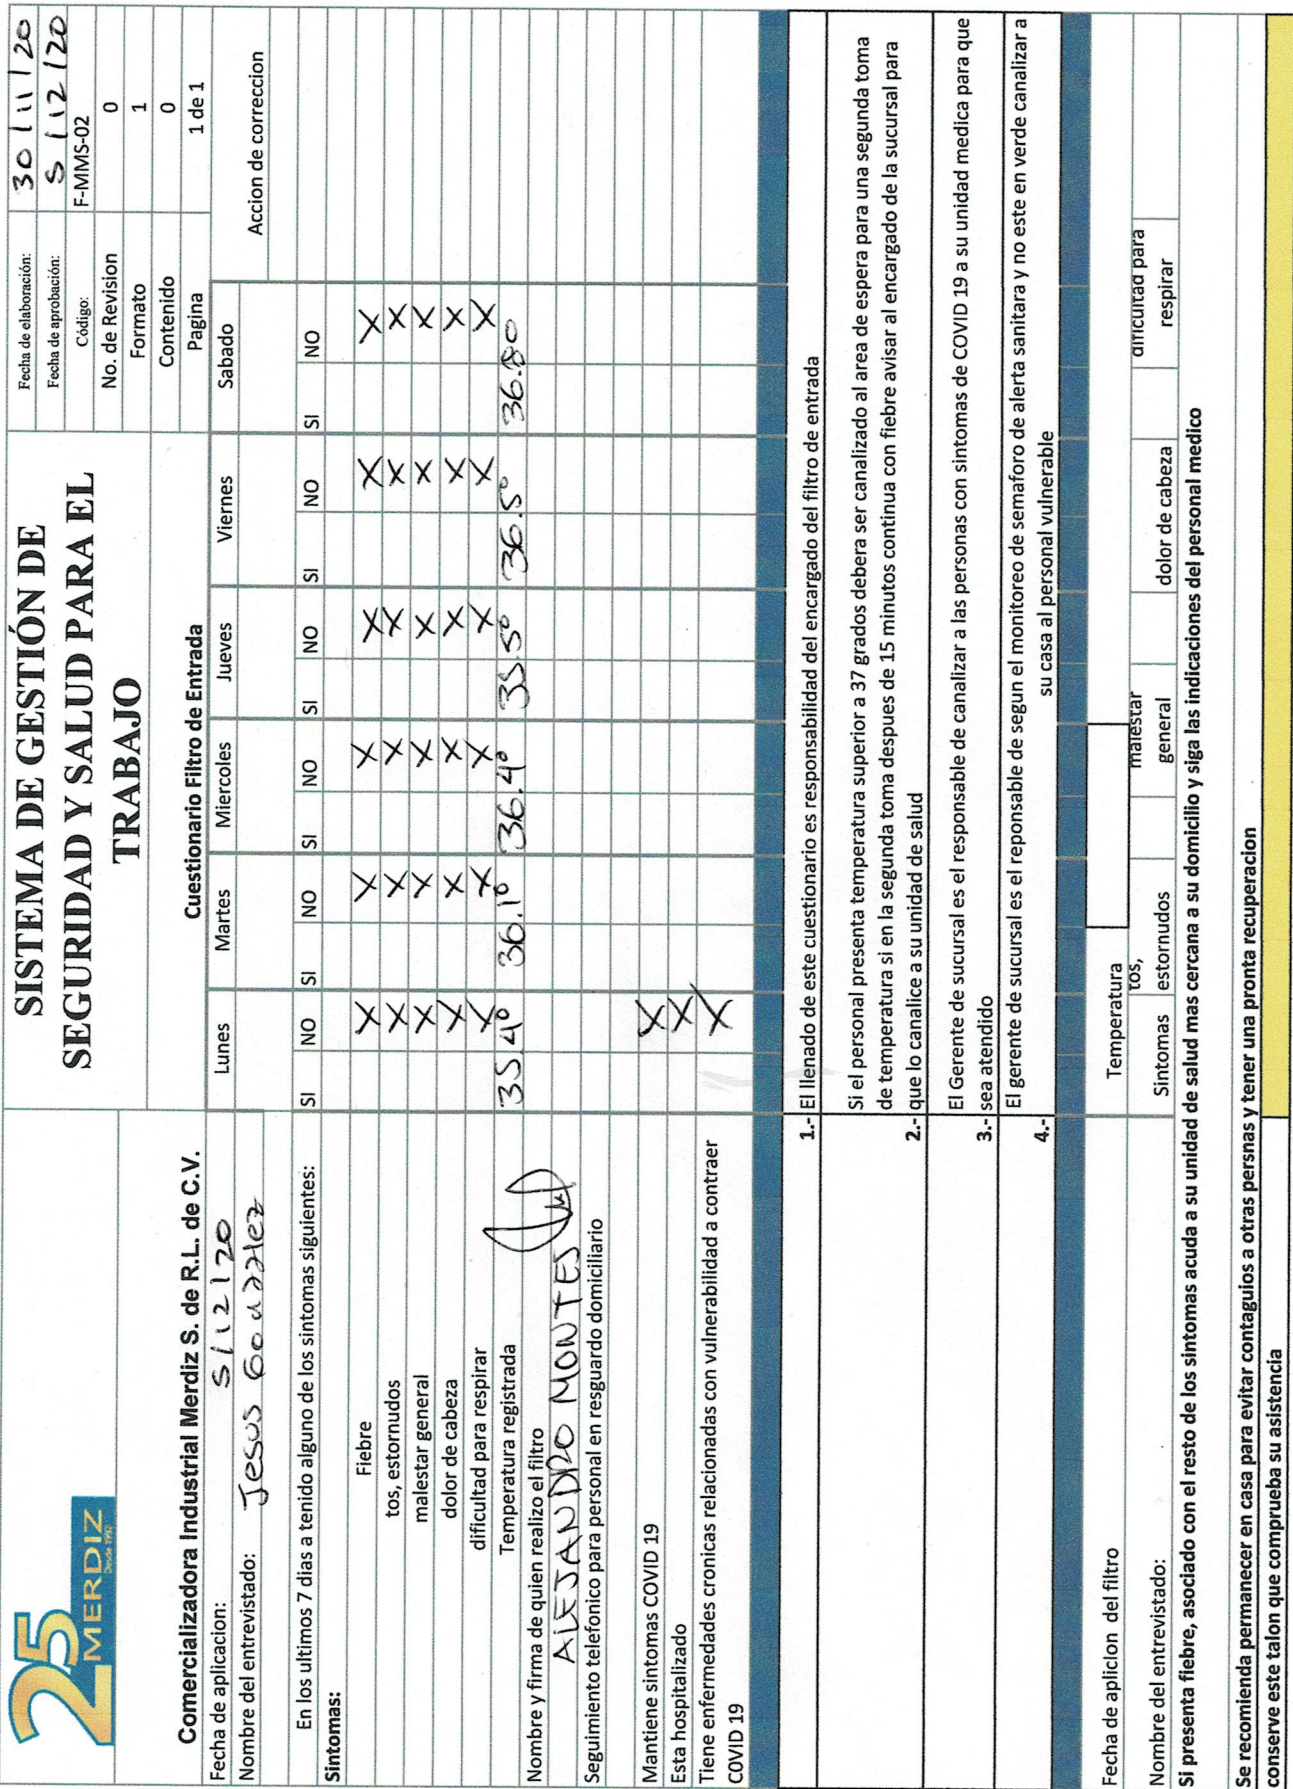 25
MERDIZ
Desde 1992
SISTEMA DE GESTIÓN DE
SEGURIDAD Y SALUD PARA EL
TRABAJO
Fecha de elaboración: 30/11/20
Fecha de aprobación: 5/12/20
Código: F-MMS-02
No. de Revision 0
Formato 1
Contenido 0
Pagina 1 de 1
Comercializadora Industrial Merdiz S. de R.L. de C.V.
Cuestionario Filtro de Entrada
Fecha de aplicacion: 5/12/20
Lunes Martes Miercoles Jueves Viernes Sabado Accion de correccion
Nombre del entrevistado: Jesus Gonzalez
En los ultimos 7 dias a tenido alguno de los sintomas siguientes: SI NO SI NO SI NO SI NO SI NO SI NO
Sintomas:
Fiebre X X X X X X
tos, estornudos X X X X X X
malestar general X X X X X X
dolor de cabeza X X X X X X
dificultad para respirar X X X X X X
Temperatura registrada 35.4° 36.1° 36.4° 35.5° 36.5° 36.80
Nombre y firma de quien realizo el filtro
ALEJANDRO MONTES
Seguimiento telefonico para personal en resguardo domiciliario
Mantiene sintomas COVID 19 X
Esta hospitalizado X
Tiene enfermedades cronicas relacionadas con vulnerabilidad a contraer
COVID 19 X
1.- El llenado de este cuestionario es responsabilidad del encargado del filtro de entrada
Si el personal presenta temperatura superior a 37 grados debera ser canalizado al area de espera para una segunda toma
de temperatura si en la segunda toma despues de 15 minutos continua con fiebre avisar al encargado de la sucursal para
2.- que lo canalice a su unidad de salud
El Gerente de sucursal es el responsable de canalizar a las personas con sintomas de COVID 19 a su unidad medica para que
3.- sea atendido
El gerente de sucursal es el reponsable de segun el monitoreo de semaforo de alerta sanitara y no este en verde canalizar a
4.- su casa al personal vulnerable
Fecha de aplicion del filtro Temperatura
Nombre del entrevistado: Sintomas tos,
estornudos malestar
general dolor de cabeza dificultad para
respirar
Si presenta fiebre, asociado con el resto de los sintomas acuda a su unidad de salud mas cercana a su domicilio y siga las indicaciones del personal medico
Se recomienda permanecer en casa para evitar contaguios a otras persnas y tener una pronta recuperacion
conserve este talon que comprueba su asistencia